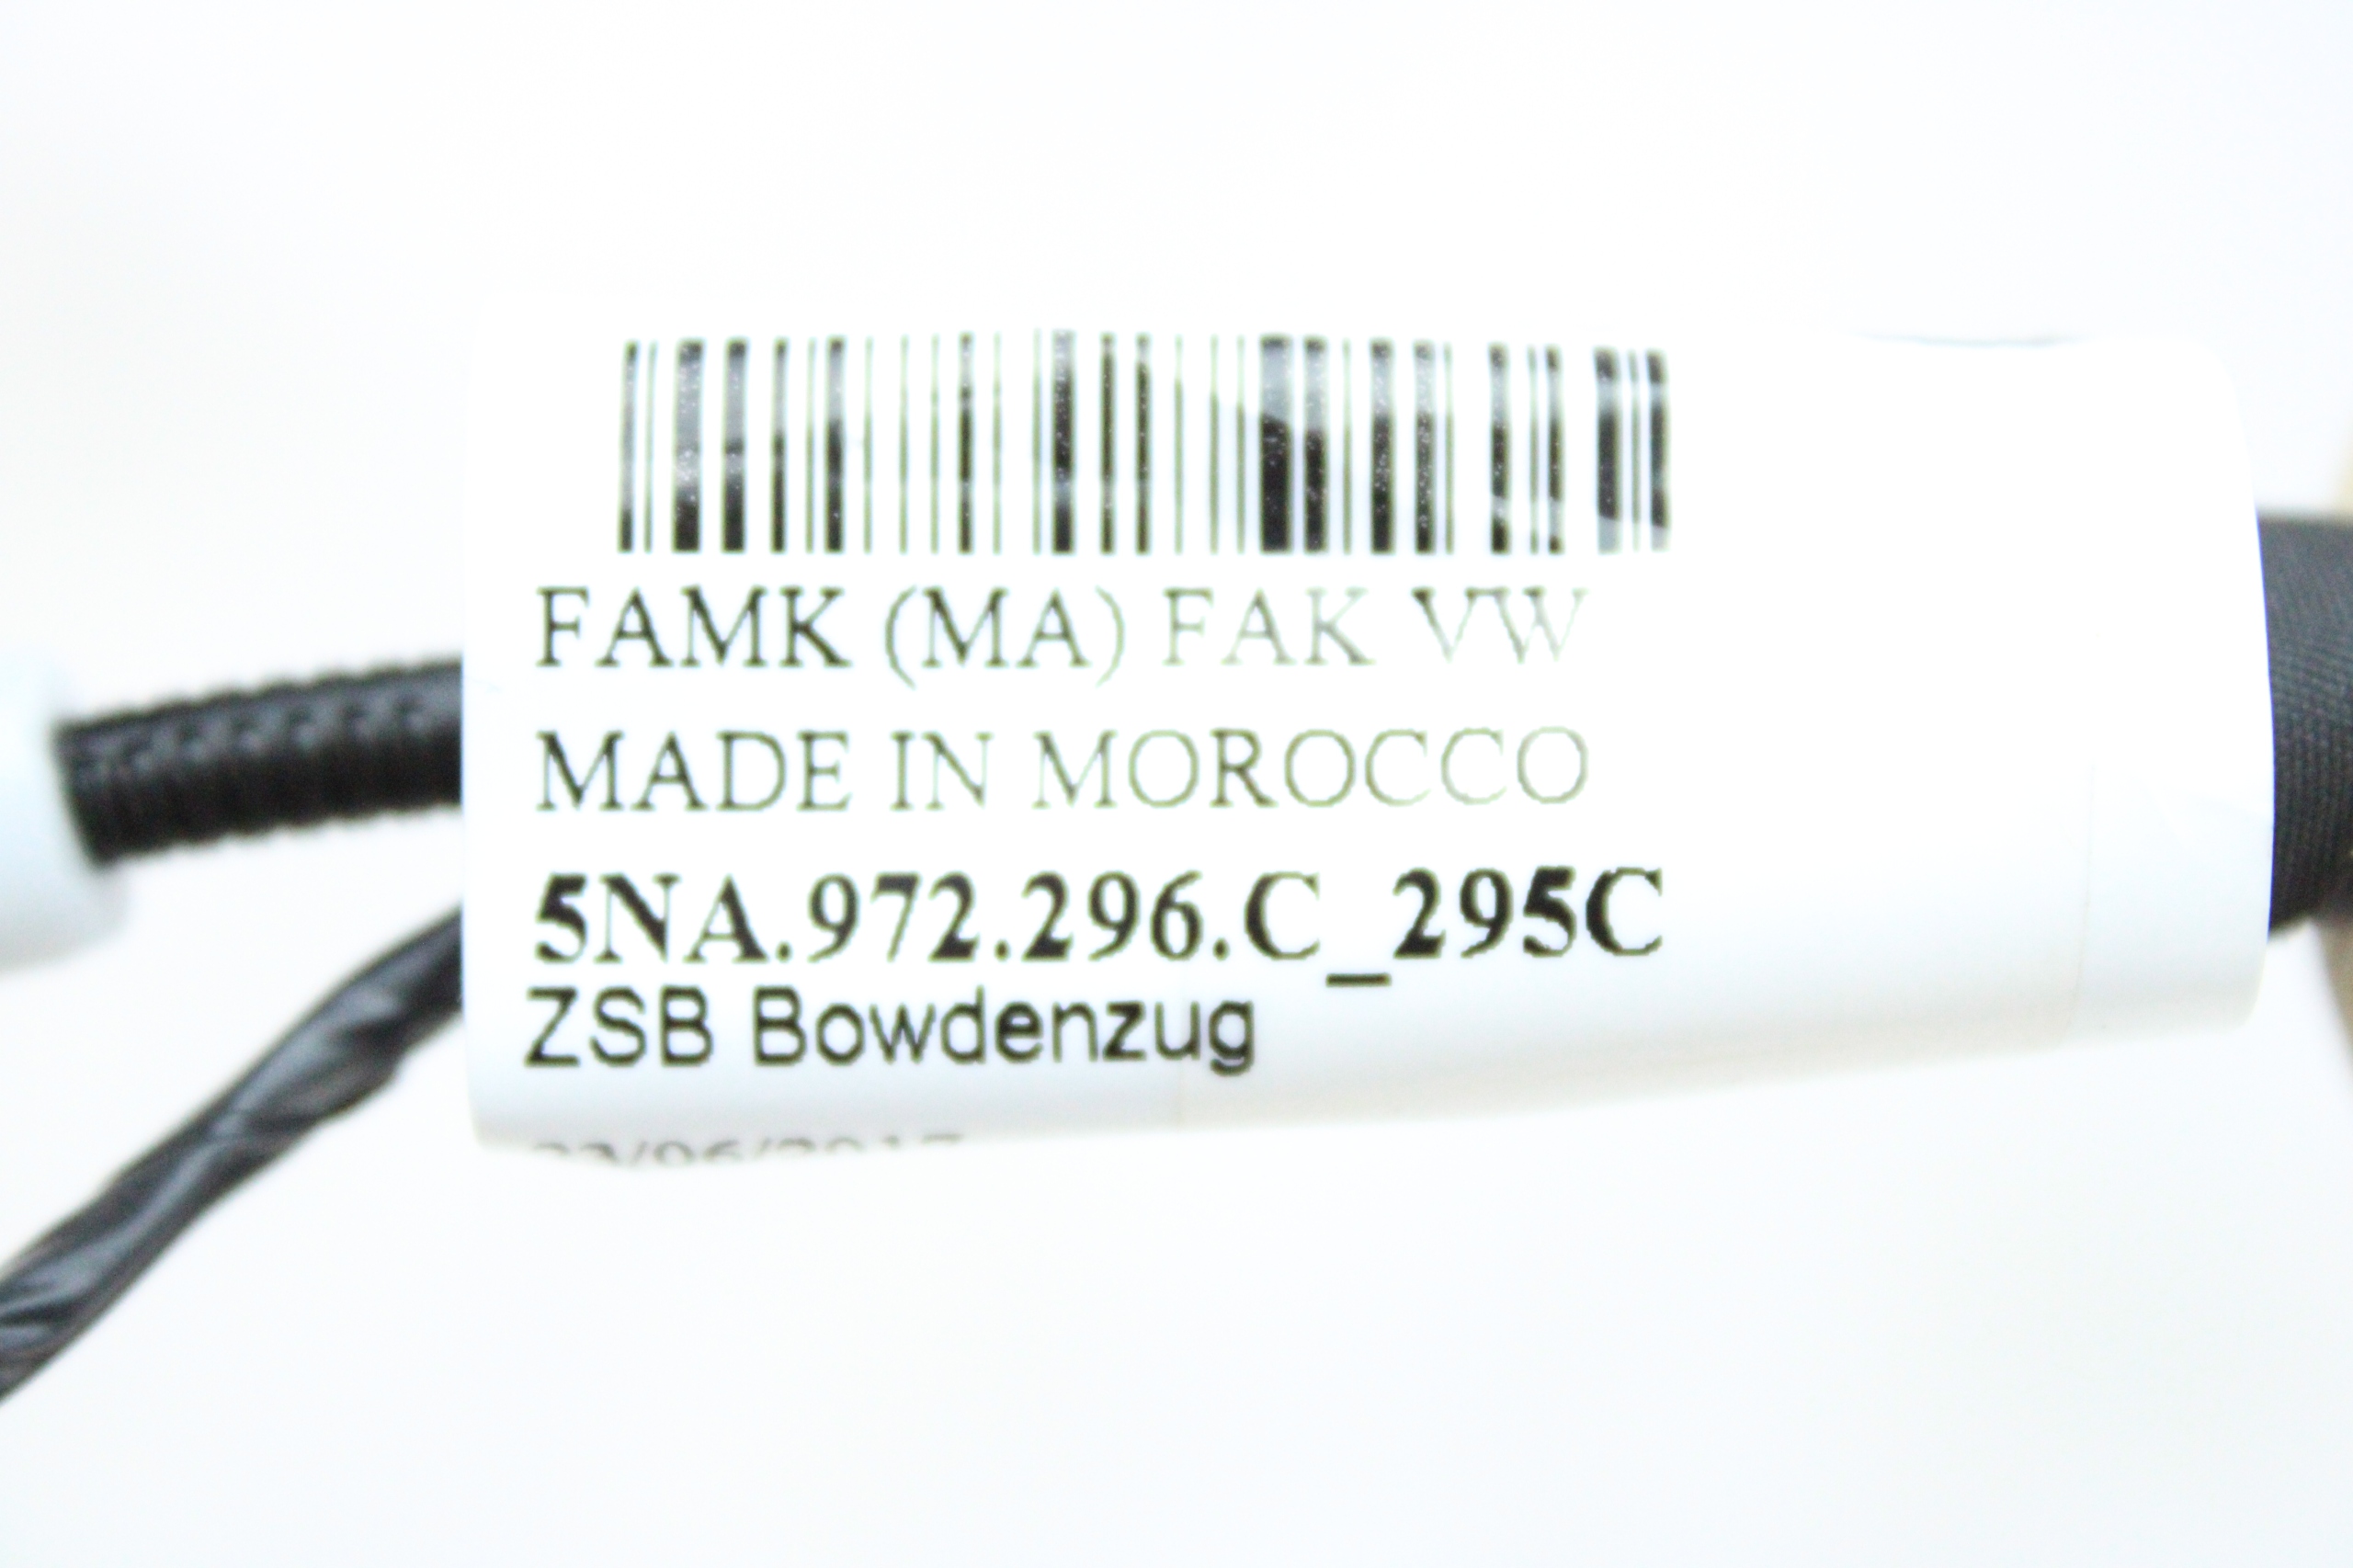 FAMK (MA) FAK VW
MADE IN MOROCCO
5NA.972.296.C_295C
ZSB Bowdenzug